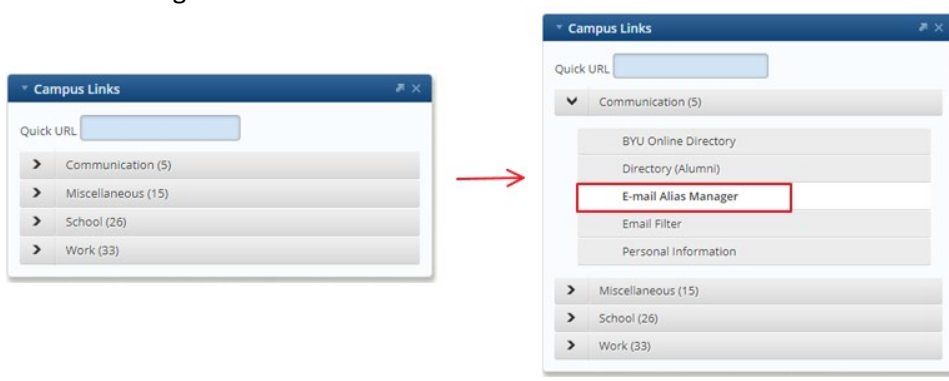 Campus Links
Quick URL
Communication (5)
Miscellaneous (15)
School (26)
Work (33)
Campus Links
Quick URL
Communication (5)
BYU Online Directory
Directory (Alumni)
E-mail Alias Manager
Email Filter
Personal Information
Miscellaneous (15)
School (26)
Work (33)